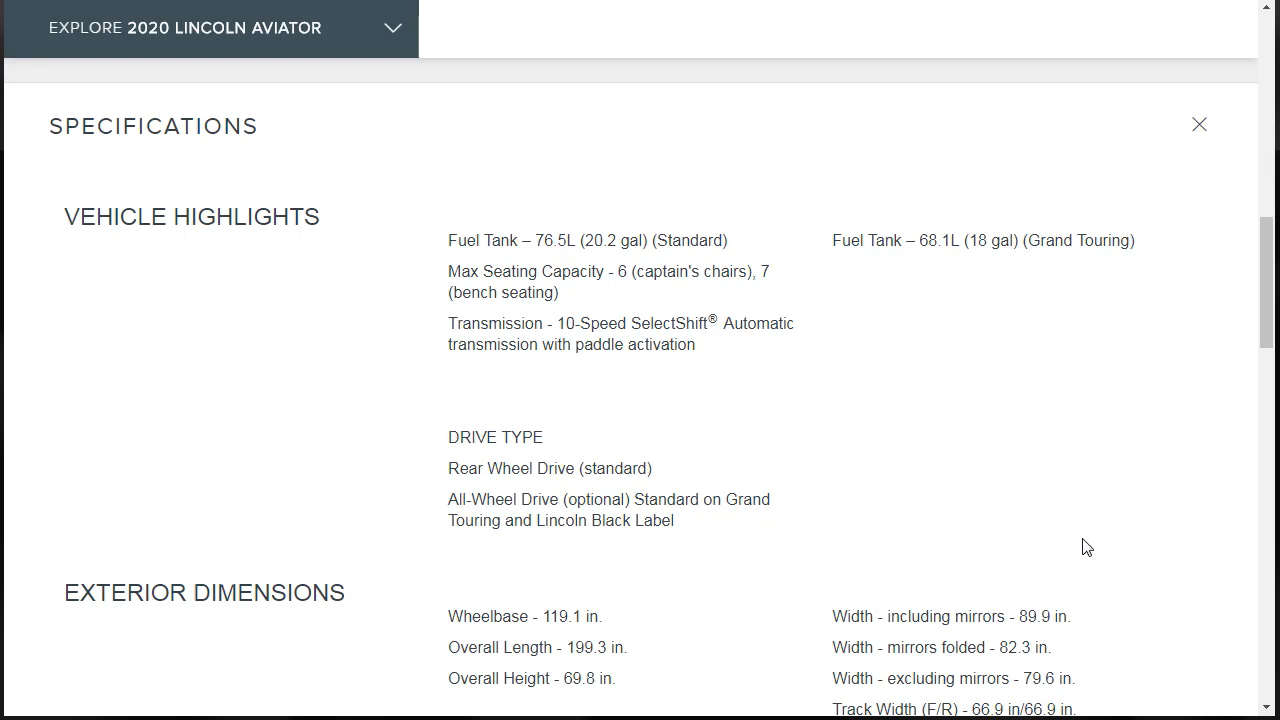 EXPLORE 2020 LINCOLN AVIATOR
SPECIFICATIONS
VEHICLE HIGHLIGHTS
Fuel Tank – 76.5L (20.2 gal) (Standard)
Max Seating Capacity - 6 (captain's chairs), 7
(bench seating)
Transmission - 10-Speed SelectShift® Automatic
transmission with paddle activation
Fuel Tank – 68.1L (18 gal) (Grand Touring)
DRIVE TYPE
Rear Wheel Drive (standard)
All-Wheel Drive (optional) Standard on Grand
Touring and Lincoln Black Label
EXTERIOR DIMENSIONS
Wheelbase - 119.1 in.
Overall Length - 199.3 in.
Overall Height - 69.8 in.
Width - including mirrors - 89.9 in.
Width - mirrors folded - 82.3 in.
Width - excluding mirrors - 79.6 in.
Track Width (F/R) - 66.9 in/66.9 in.